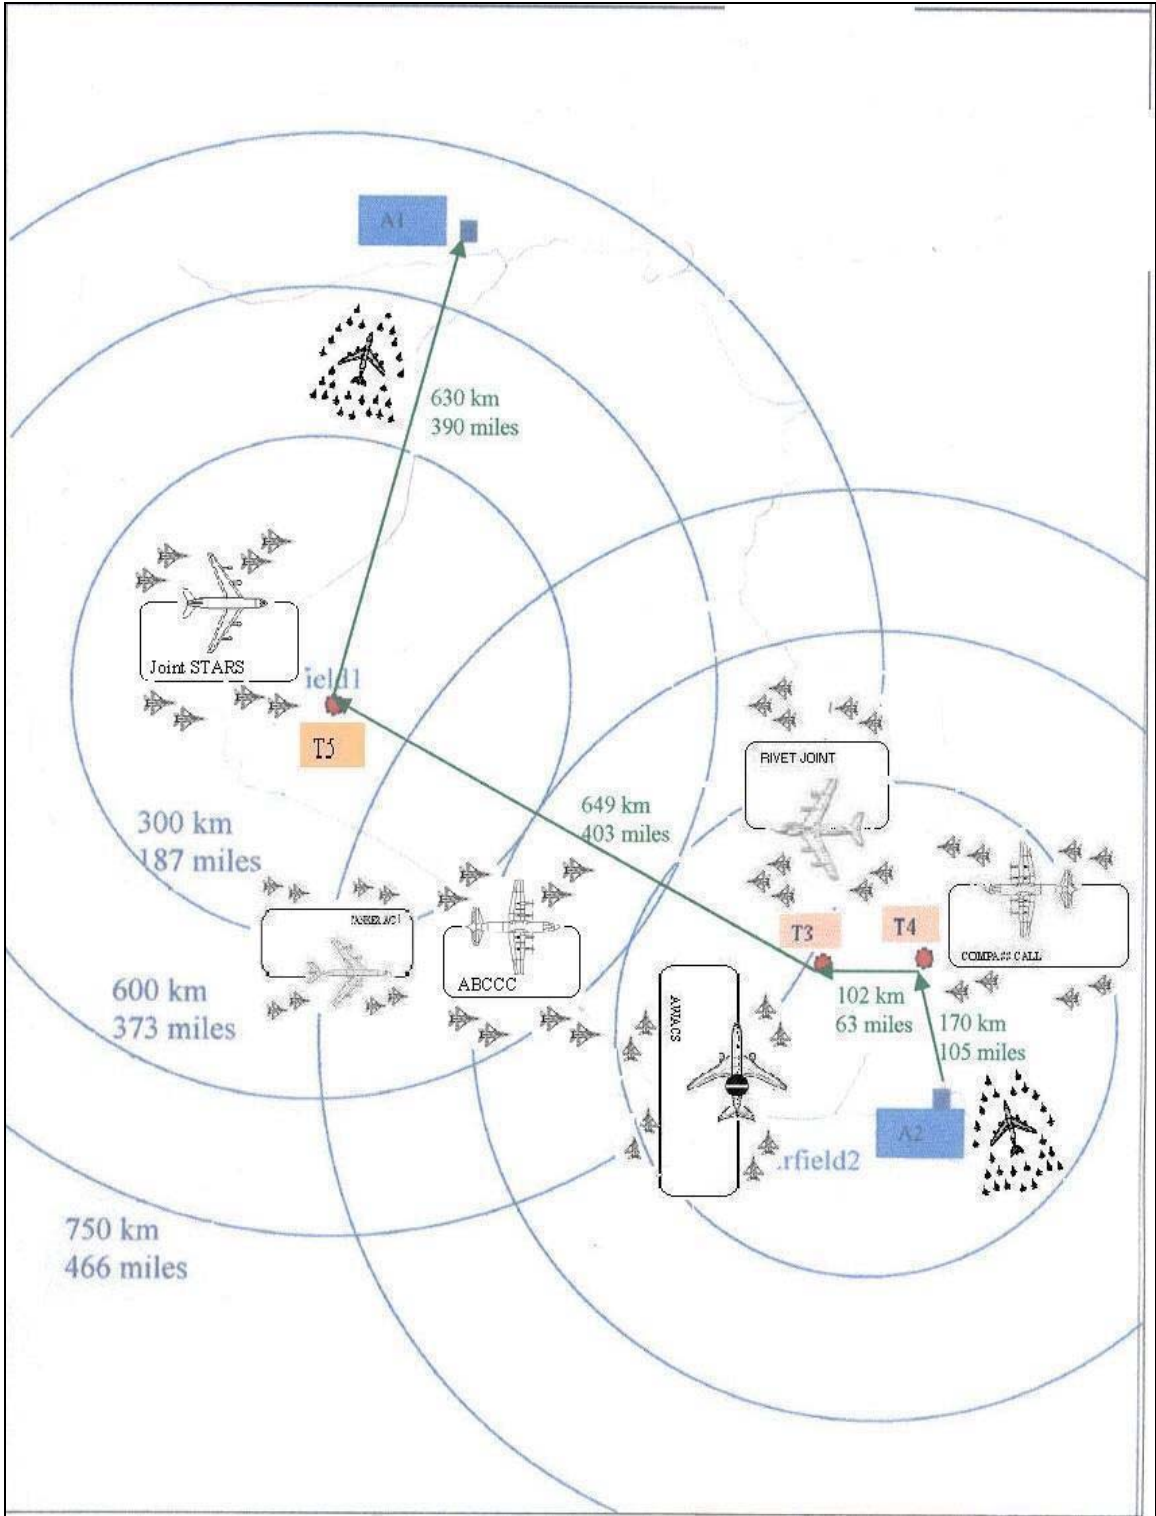 A1
630 km
390 miles
Joint STARS
ield1
T5
RIVET JOINT
649 km
403 miles
300 km
187 miles
ABCCC
T3
T4
COMPASS CALL
AWACS
102 km
63 miles
170 km
105 miles
600 km
373 miles
A2
rfield2
750 km
466 miles